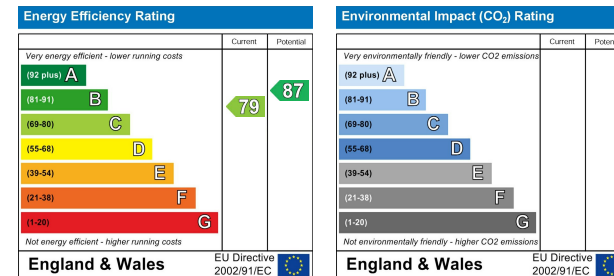 Energy Efficiency Rating
Current Potential
Very energy efficient - lower running costs
(92 plus) A
(81-91) B
(69-80) C
(55-68) D
(39-54) E
(21-38) F
(1-20) G
79
87
Not energy efficient - higher running costs
England & Wales
EU Directive
2002/91/EC
Environmental Impact (CO₂) Rating
Current Poten
Very environmentally friendly - lower CO2 emissions
(92 plus) A
(81-91) B
(69-80) C
(55-68) D
(39-54) E
(21-38) F
(1-20) G
Not environmentally friendly - higher CO2 emissions
England & Wales
EU Directive
2002/91/EC